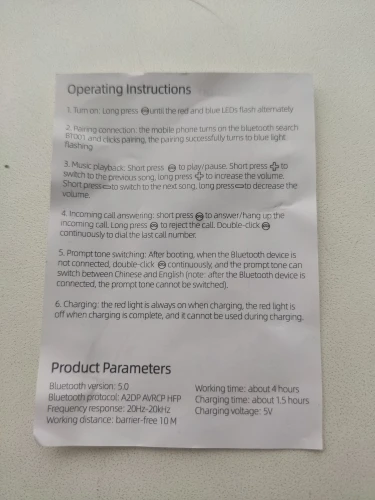 Operating Instructions
1. Turn on: Long press until the red and blue LEDs flash alternately
2. Pairing connection: the mobile phone turns on the bluetooth search
BT001 and clicks pairing, the pairing successfully turns to blue light
flashing
3. Music playback: Short press to play/pause. Short press to
switch to the previous song, long press to increase the volume.
Short press to switch to the next song, long press to decrease the
volume.
4. Incoming call answering: short press to answer/hang up the
incoming call. Long press to reject the call. Double-click
continuously to dial the last call number.
5. Prompt tone switching: After booting, when the Bluetooth device is
not connected, double-click continuously, and the prompt tone can
switch between Chinese and English (note: after the Bluetooth device is
connected, the prompt tone cannot be switched).
6. Charging: the red light is always on when charging, the red light is
off when charging is complete, and it cannot be used during charging.
Product Parameters
Bluetooth version: 5.0
Bluetooth protocol: A2DP AVRCP HFP
Frequency response: 20Hz-20kHz
Working distance: barrier-free 10 M
Working time: about 4 hours
Charging time: about 1.5 hours
Charging voltage: 5V